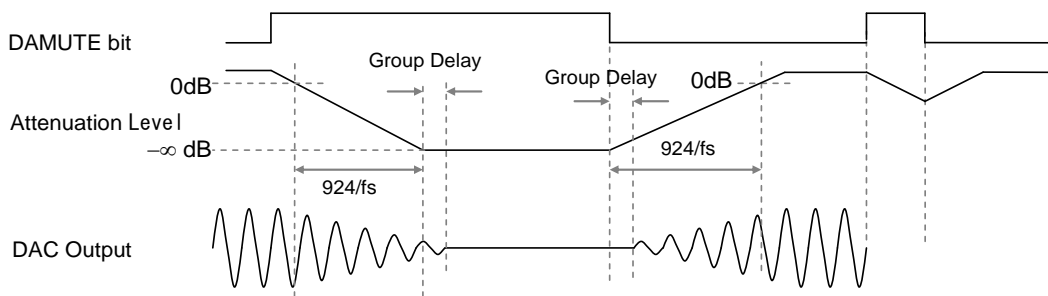 DAMUTE bit
Group Delay
Group Delay
0dB
0dB
Attenuation Level
−∞ dB
924/fs
924/fs
DAC Output